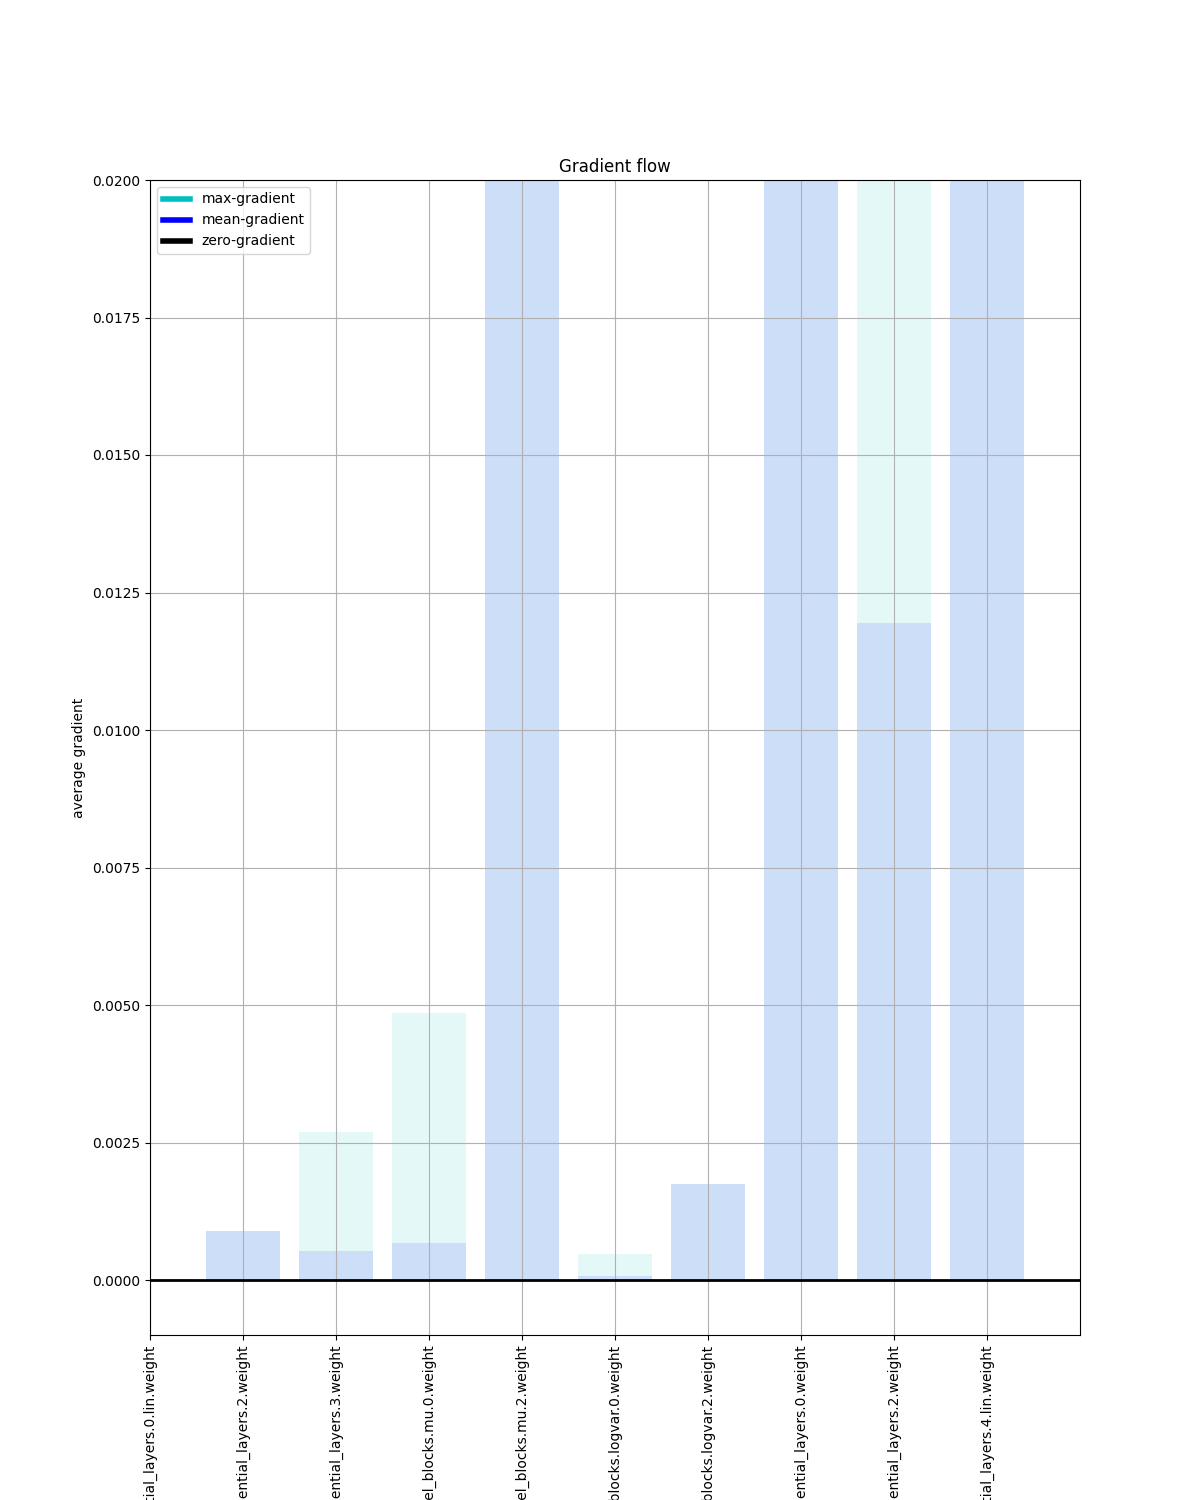 Gradient flow
max-gradient
mean-gradient
zero-gradient
0.0200
0.0175
0.0150
0.0125
0.0100
0.0075
0.0050
0.0025
0.0000
average gradient
tial_layers.0.lin.weight
ential_layers.2.weight
ential_layers.3.weight
el_blocks.mu.0.weight
el_blocks.mu.2.weight
blocks.logvar.0.weight
blocks.logvar.2.weight
ential_layers.0.weight
ential_layers.2.weight
tial_layers.4.lin.weight